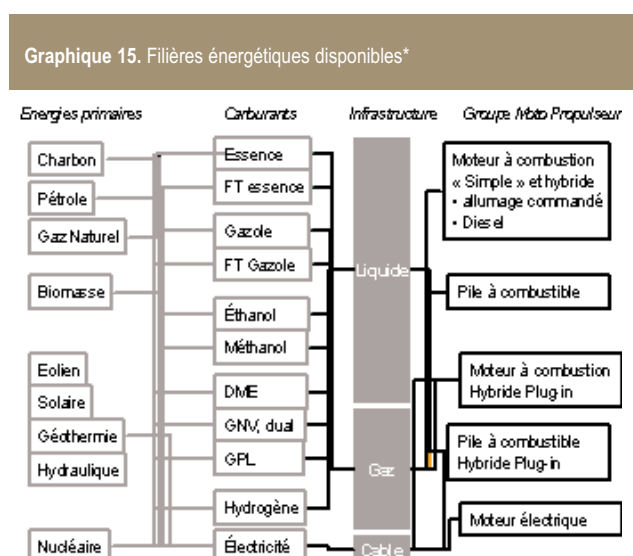 Graphique 15. Filières énergétiques disponibles*
Energies primaires
Carburants
Infrastructure
Groupe Moto Propulseur
Charbon
Pétrole
Gaz Naturel
Biomasse
Eolien
Solaire
Géothermie
Hydraulique
Nucléaire
Essence
FT essence
Gazole
FT Gazole
Éthanol
Méthanol
DME
GNV, dual
GPL
Hydrogène
Électricité
Liquide
Gaz
Cable
Moteur à combustion
« Simple » et hybride
• allumage commandé
• Diesel
Pile à combustible
Moteur à combustion
Hybride Plug-in
Pile à combustible
Hybride Plug-in
Moteur électrique